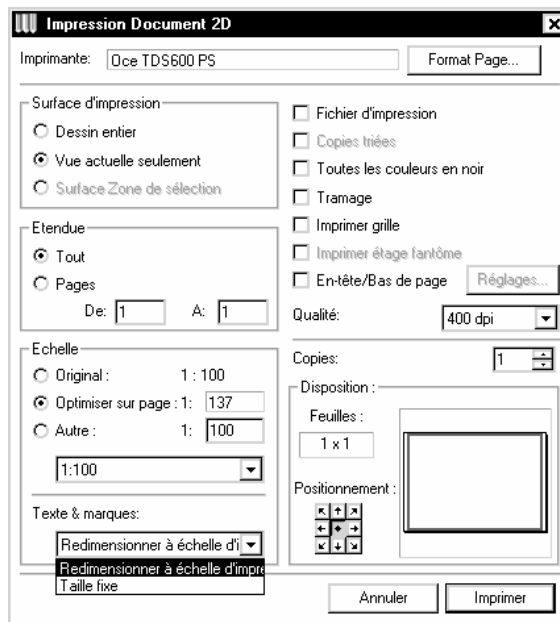 Impression Document 2D
Imprimante: Oce TDS600 PS Format Page...
Surface d'impression
Dessin entier
Vue actuelle seulement
Surface Zone de sélection
Etendue
Tout
Pages
De: 1 A: 1
Echelle
Original : 1 : 100
Optimiser sur page : 1: 137
Autre : 1: 100
1:100
Texte & marques:
Redimensionner à échelle d'i
Redimensionner à échelle d'impre
Taille fixe
Fichier d'impression
Copies triées
Toutes les couleurs en noir
Tramage
Imprimer grille
Imprimer étage fantôme
En-tête/Bas de page Réglages...
Qualité: 400 dpi
Copies: 1
Disposition :
Feuilles :
1 x 1
Positionnement :
Annuler Imprimer